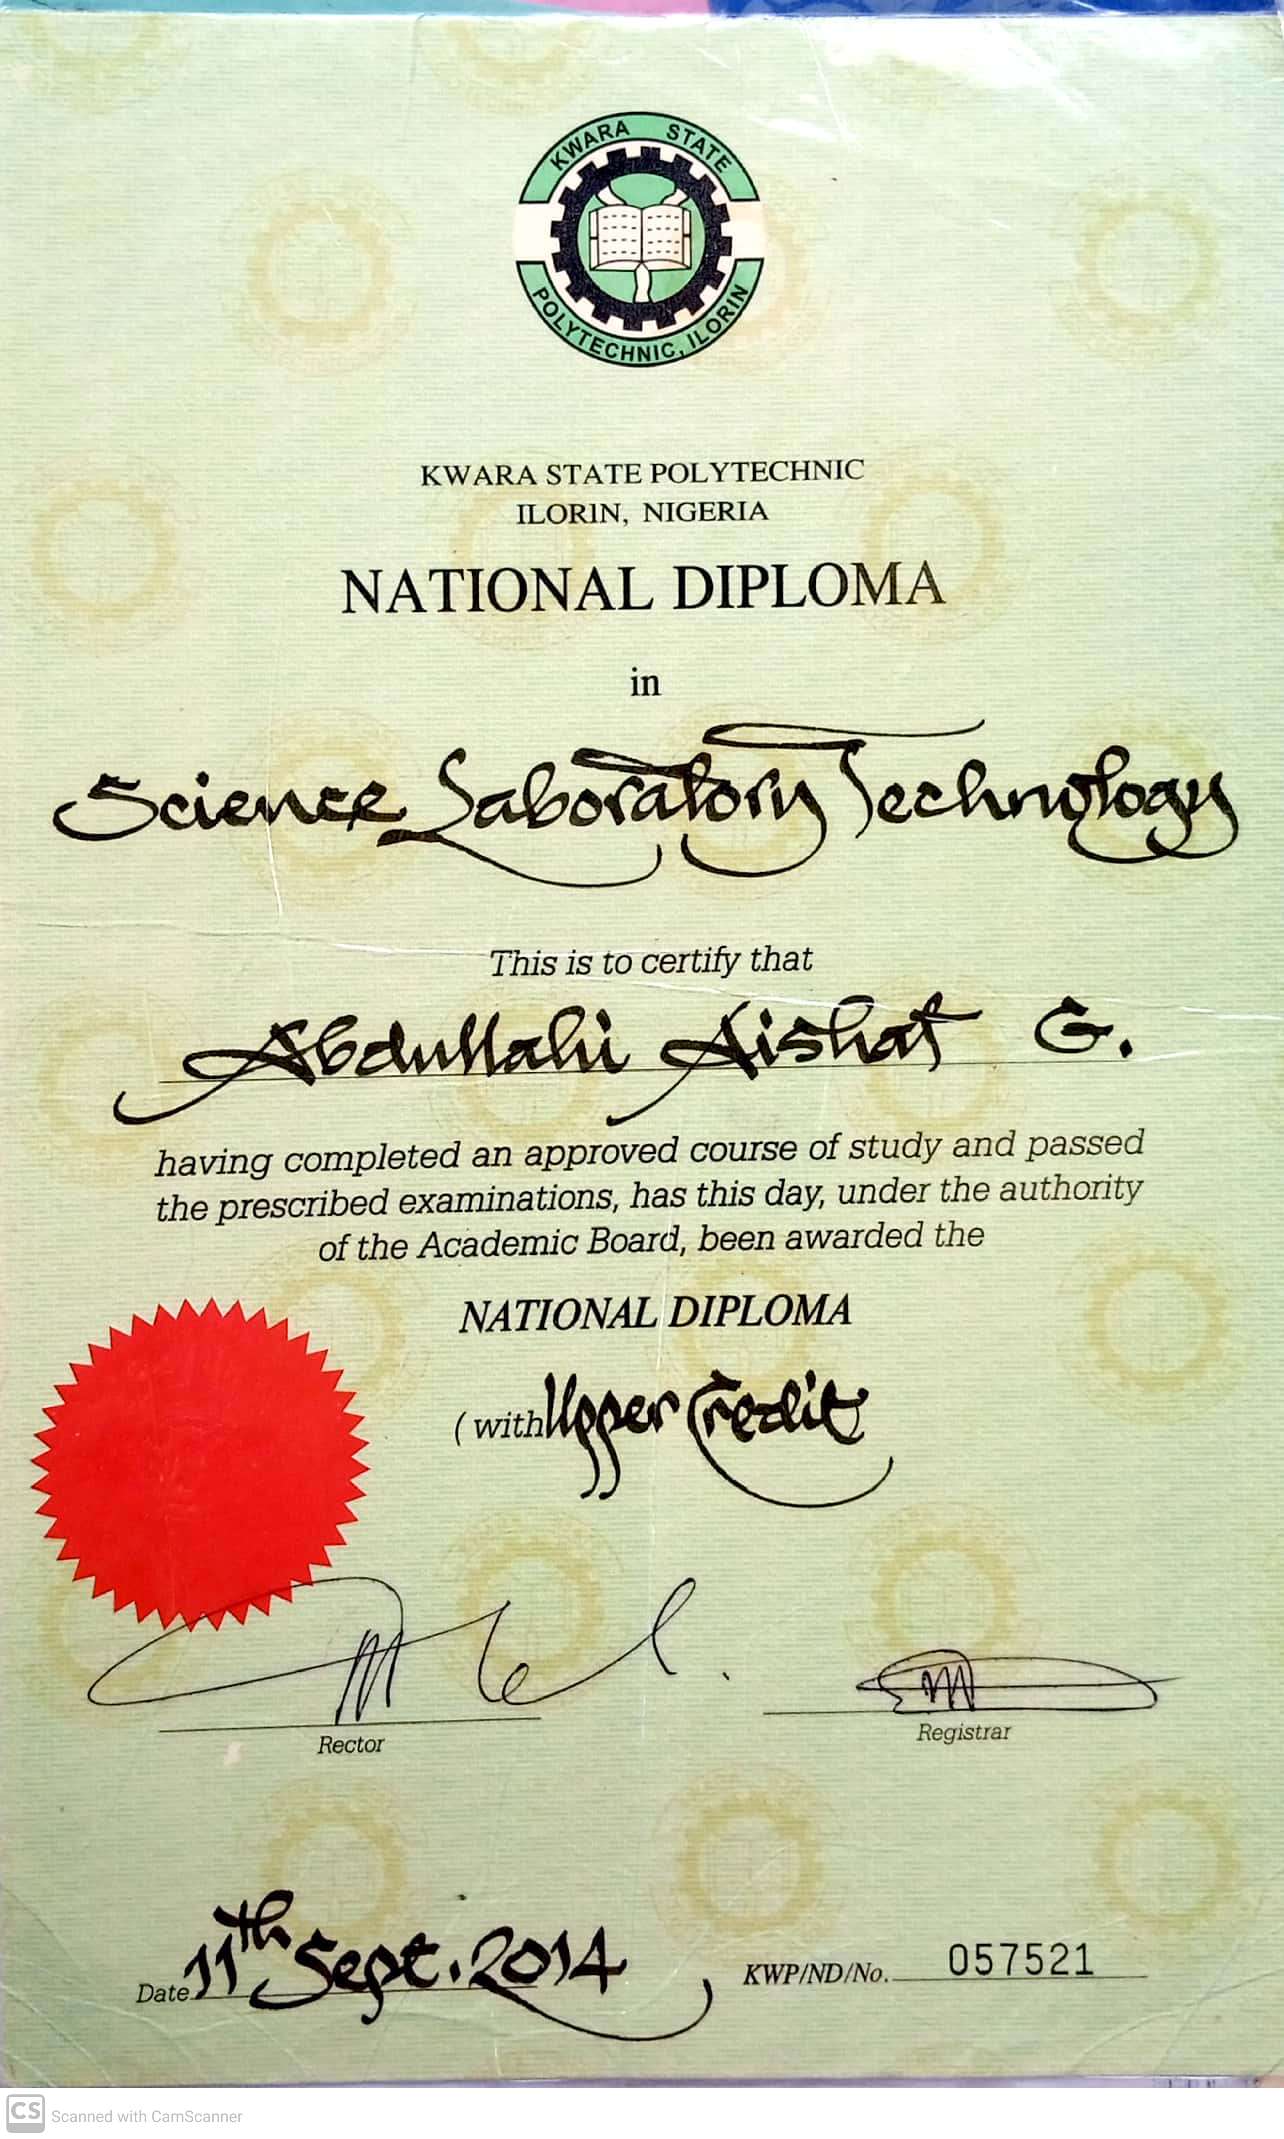 KWARA STATE
POLYTECHNIC, ILORIN
KWARA STATE POLYTECHNIC
ILORIN, NIGERIA
NATIONAL DIPLOMA
in
Science Laboratory Technology
This is to certify that
Abdullahi Aishat G.
having completed an approved course of study and passed
the prescribed examinations, has this day, under the authority
of the Academic Board, been awarded the
NATIONAL DIPLOMA
(with Upper Credit
Rector
Registrar
Date 11th Sept. 2014
KWP/ND/No. 057521
CS Scanned with CamScanner